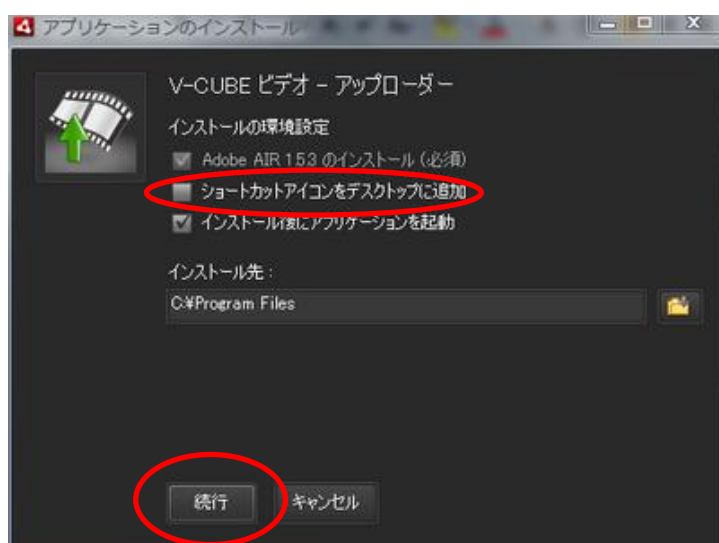 アプリケーションのインストール
V-CUBE ビデオ - アップローダー
インストールの環境設定
Adobe AIR 1.5.3 のインストール (必須)
ショートカットアイコンをデスクトップに追加
インストール後にアプリケーションを起動
インストール先 :
C:¥Program Files
続行 キャンセル